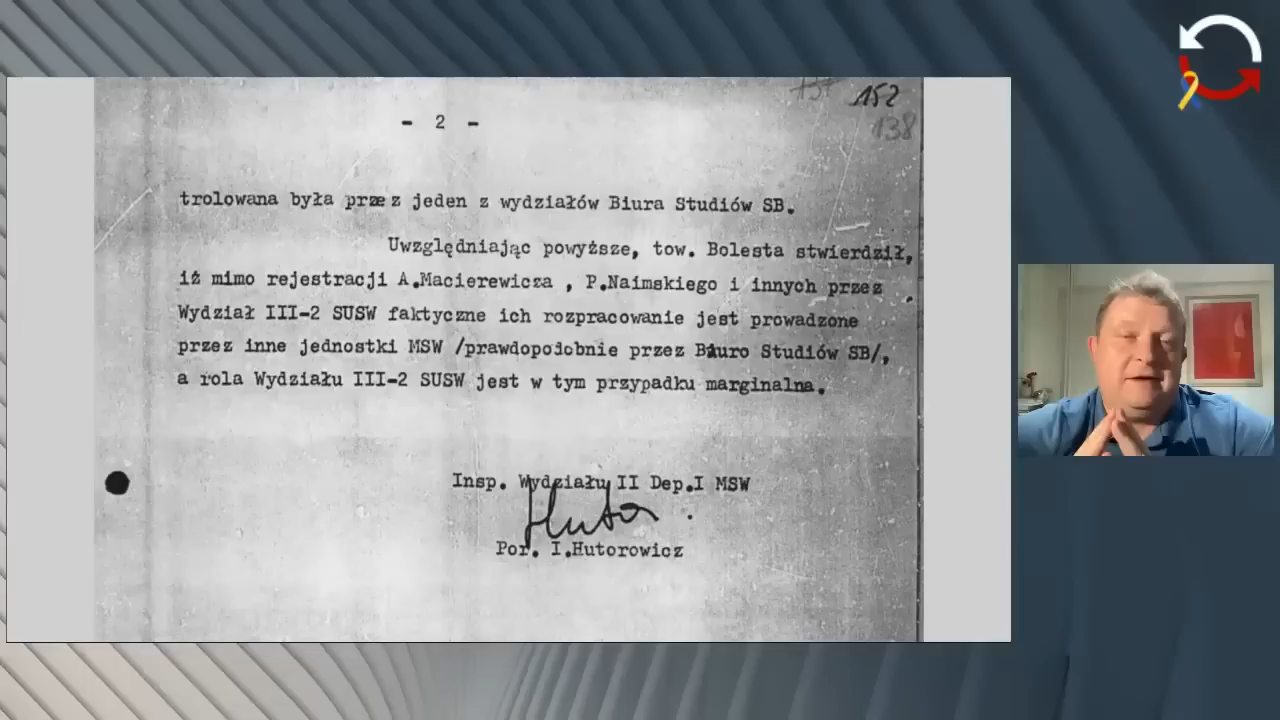 152
138
- 2 -
trolowana była przez jeden z wydziałów Biura Studiów SB.
Uwzględniając powyższe, tow. Bolesta stwierdził,
iż mimo rejestracji A.Macierewicza , P.Naimskiego i innych przez
Wydział III-2 SUSW faktyczne ich rozpracowanie jest prowadzone
przez inne jednostki MSW /prawdopodobnie przez Biuro Studiów SB/,
a rola Wydziału III-2 SUSW jest w tym przypadku marginalna.
Insp. Wydziału II Dep.I MSW
Por. I.Hutorowicz